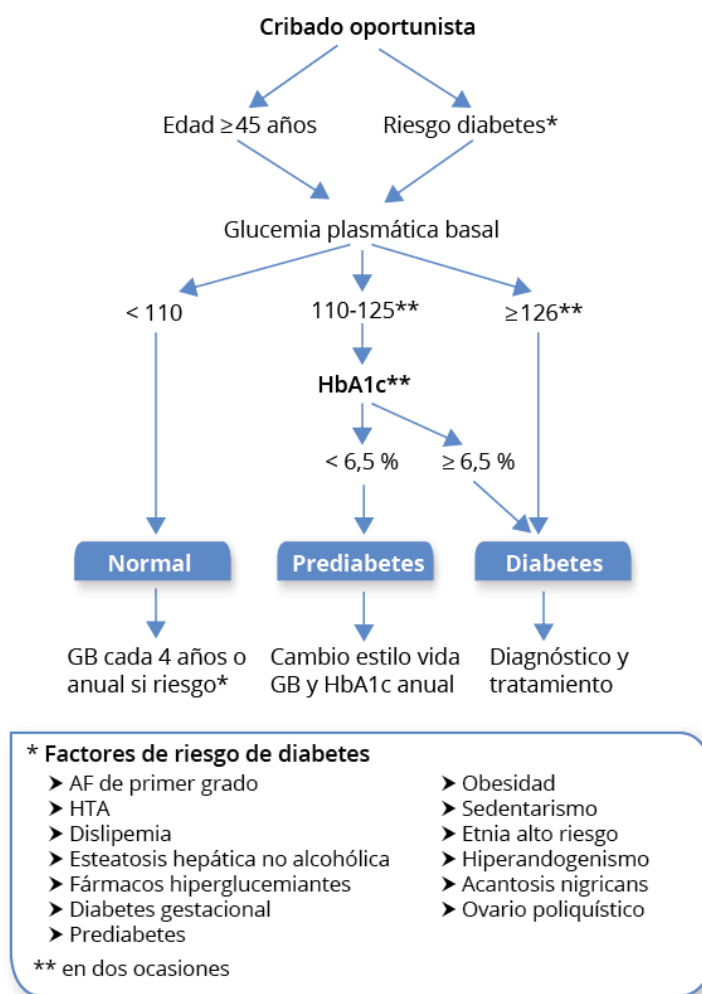 Cribado oportunista
Edad ≥45 años
Riesgo diabetes*
Glucemia plasmática basal
< 110
110-125**
≥126**
HbA1c**
< 6,5 %
≥ 6,5 %
Normal
Prediabetes
Diabetes
GB cada 4 años o
anual si riesgo*
Cambio estilo vida
GB y HbA1c anual
Diagnóstico y
tratamiento
* Factores de riesgo de diabetes
➤ AF de primer grado
➤ HTA
➤ Dislipemia
➤ Esteatosis hepática no alcohólica
➤ Fármacos hiperglucemiantes
➤ Diabetes gestacional
➤ Prediabetes
➤ Obesidad
➤ Sedentarismo
➤ Etnia alto riesgo
➤ Hiperandogenismo
➤ Acantosis nigricans
➤ Ovario poliquístico
** en dos ocasiones